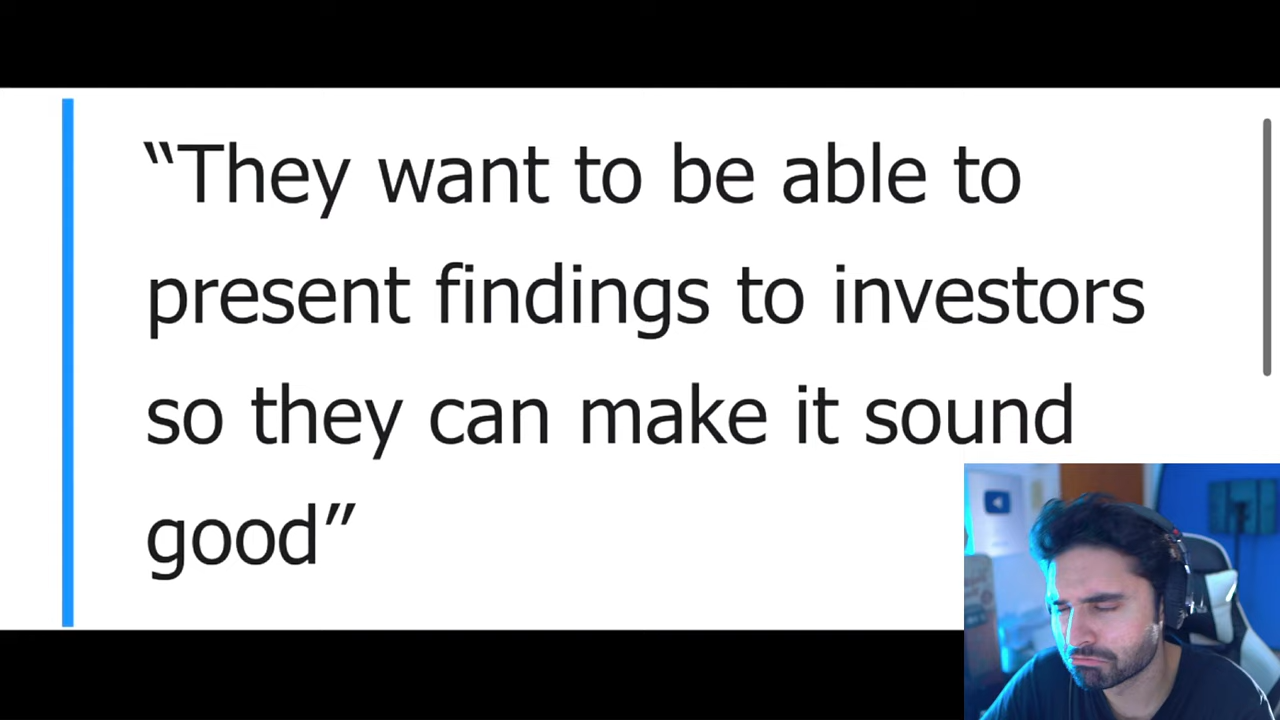 “They want to be able to
present findings to investors
so they can make it sound
good”